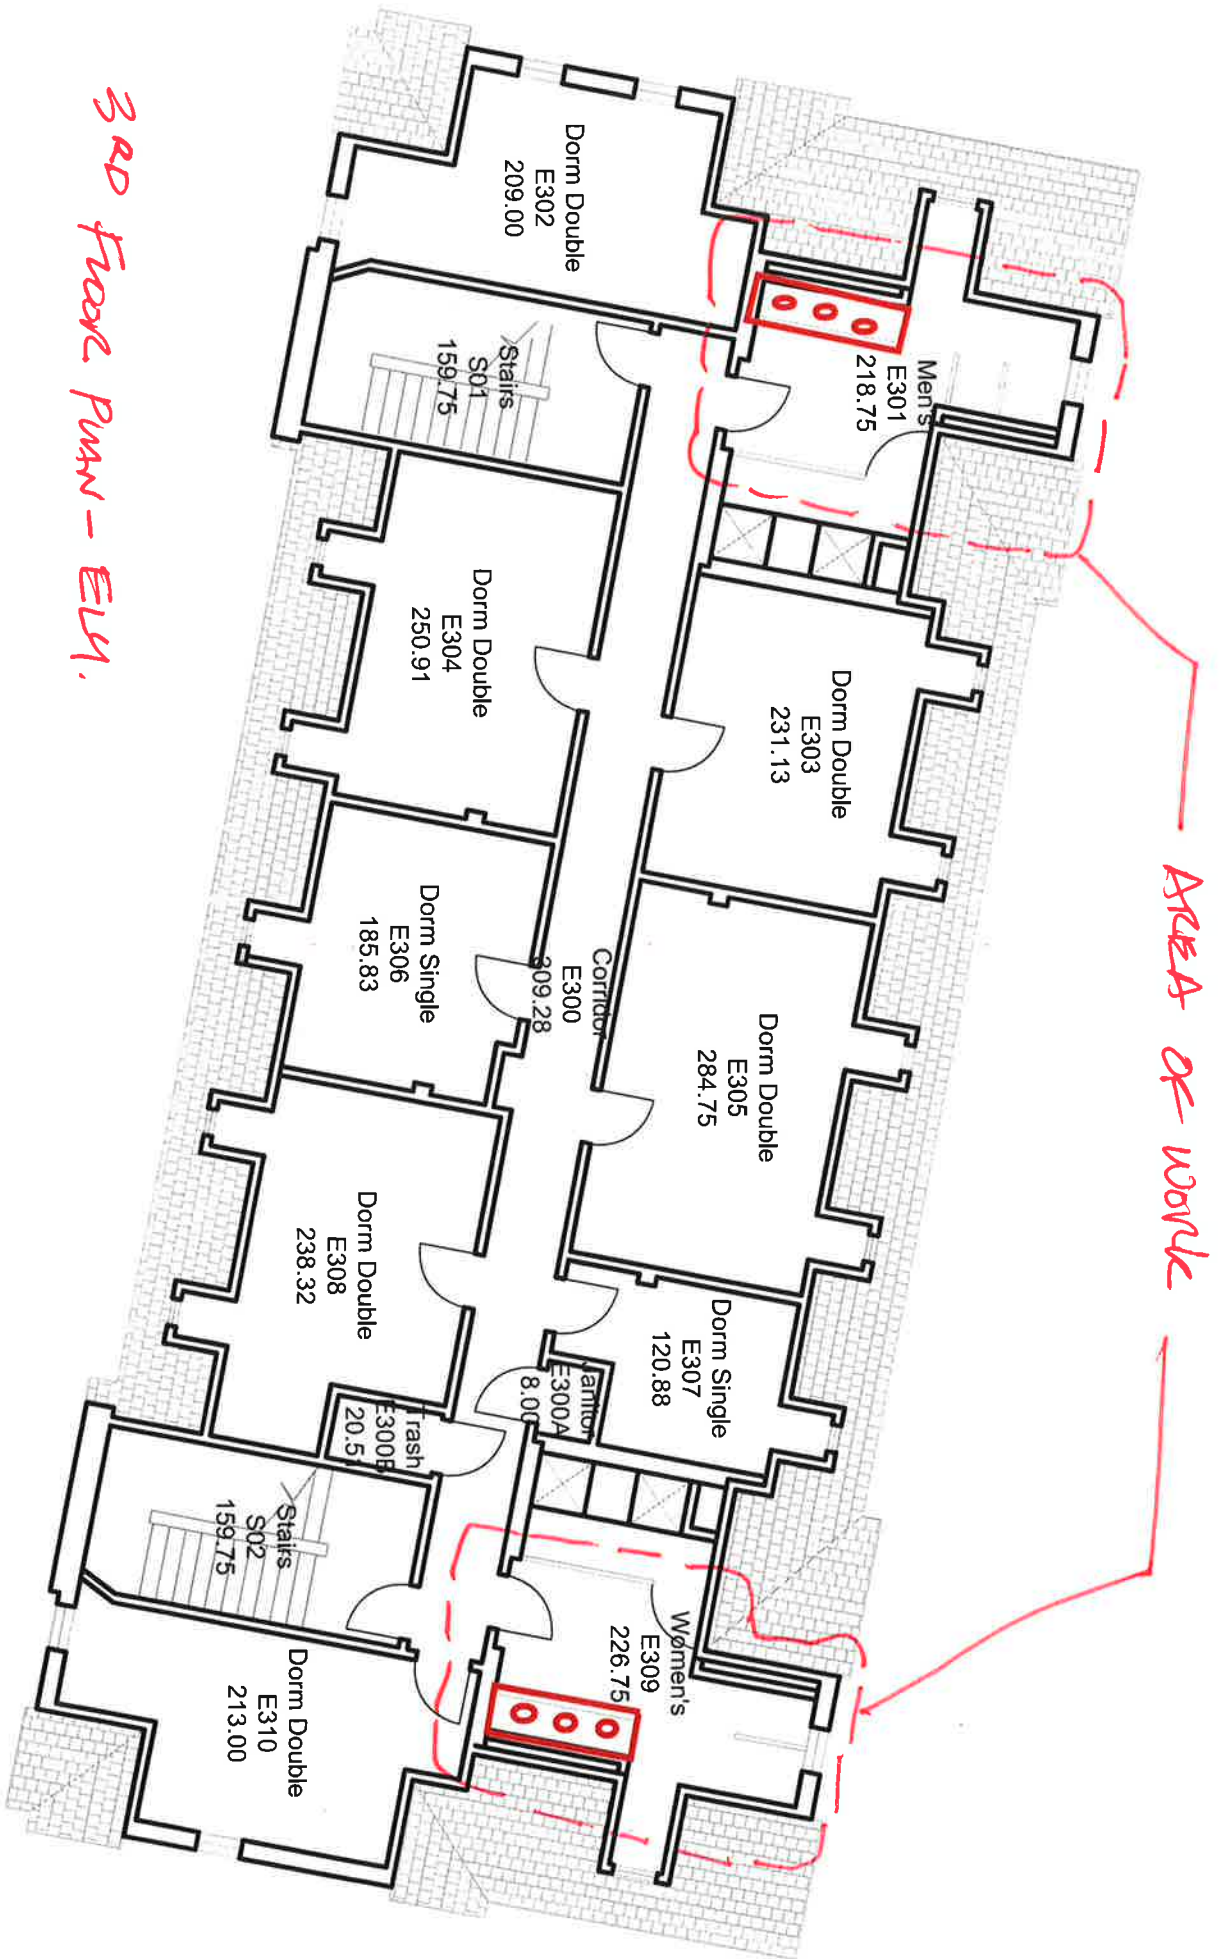 AREA OF WORK
Men's
E301
218.75
Dorm Double
E303
231.13
Dorm Double
E305
284.75
Dorm Single
E307
120.88
Women's
E309
226.75
Janitor
E300A
8.00
Corridor
E300
309.28
Dorm Double
E302
209.00
Stairs
S01
159.75
Dorm Double
E304
250.91
Dorm Single
E306
185.83
Dorm Double
E308
238.32
Trash
E300B
Stairs
S02
159.75
Dorm Double
E310
213.00
3RD FLOOR PLAN - ELY.